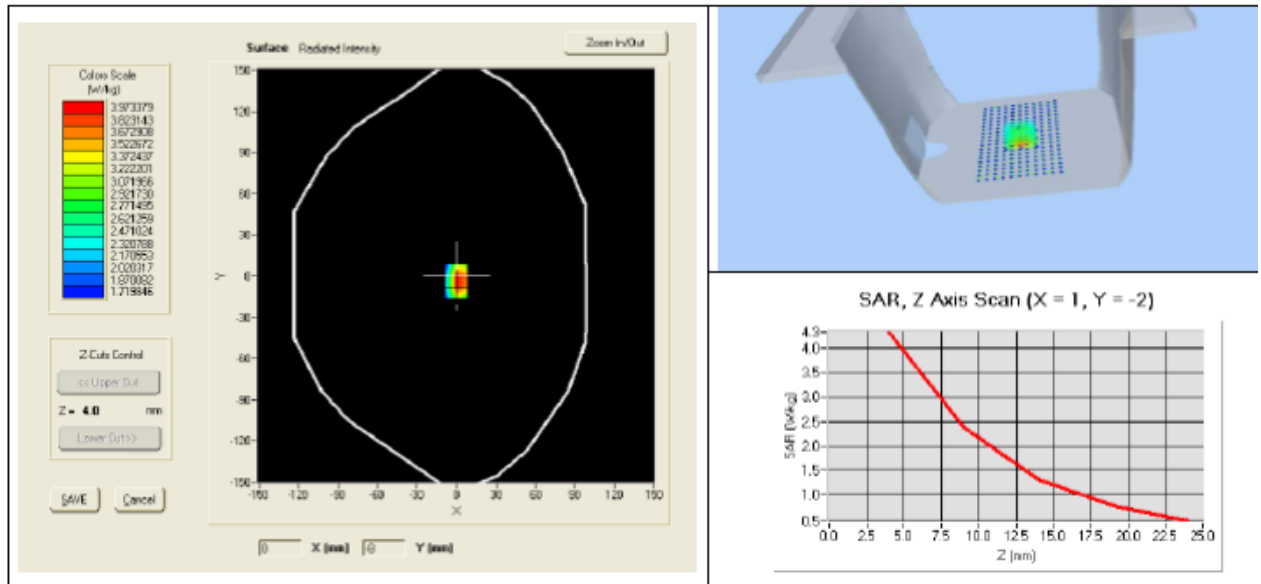 Surface Radiated Intensity
Zoom In/Out
Colors Scale
(W/kg)
3.973379
3.823143
3.672908
3.522672
3.372437
3.222201
3.071966
2.921730
2.771495
2.621259
2.471024
2.320788
2.170553
2.020317
1.870082
1.719846
150
120
90
60
30
0
-30
-60
-90
-120
-150
Y
-150 -120 -90 -60 -30 0 30 60 90 120 150
X
Z-Cuts Control
<< Upper Cut
Z = 4.0 mm
Lower Cut >>
SAVE Cancel
0 X (mm) Y (mm)
SAR, Z Axis Scan (X = 1, Y = -2)
SAR (W/kg)
4.3
4.0
3.5
3.0
2.5
2.0
1.5
1.0
0.5
0.0 2.5 5.0 7.5 10.0 12.5 15.0 17.5 20.0 22.5 25.0
Z (mm)